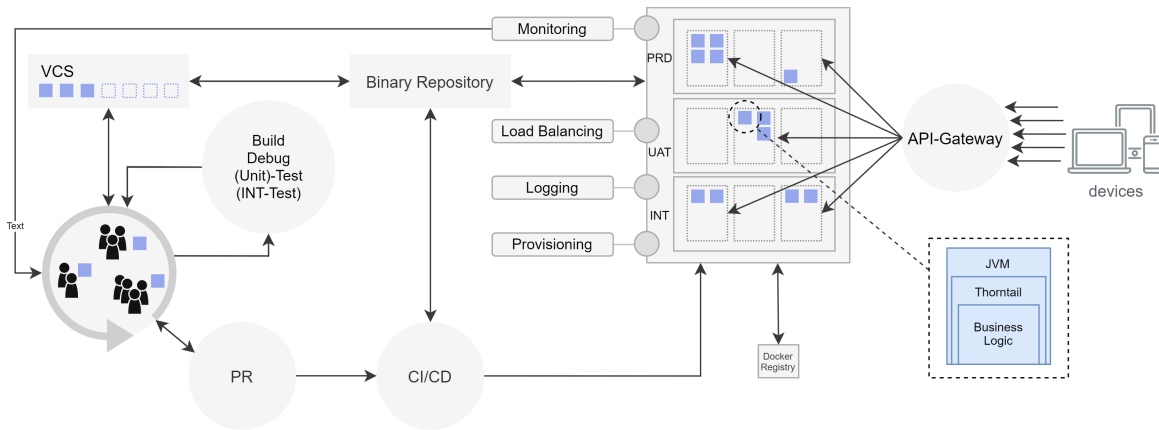 Monitoring
PRD
VCS
Binary Repository
Build
Debug
(Unit)-Test
(INT-Test)
Load Balancing
UAT
API-Gateway
devices
Logging
INT
Text
Provisioning
JVM
Thorntail
Business
Logic
Docker
Registry
PR
CI/CD